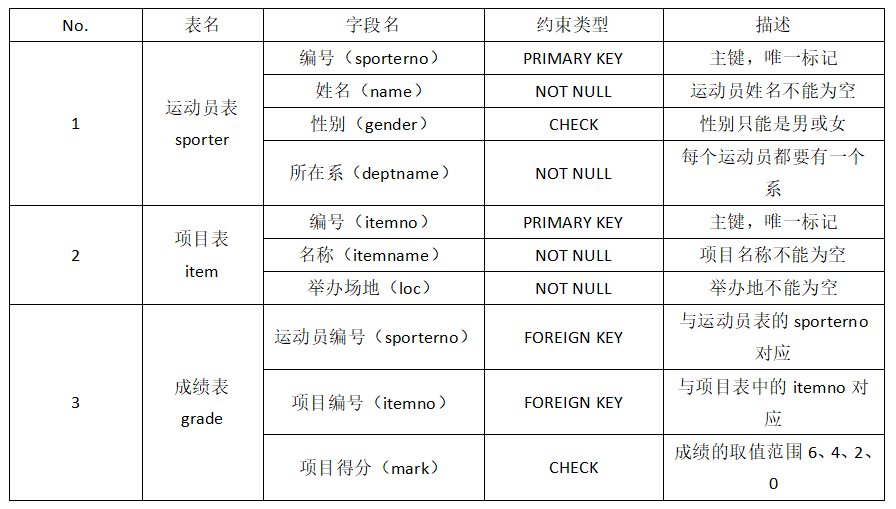 No. 表名 字段名 约束类型 描述
1 运动员表 sporter
编号（sporterno） PRIMARY KEY 主键，唯一标记
姓名（name） NOT NULL 运动员姓名不能为空
性别（gender） CHECK 性别只能是男或女
所在系（deptname） NOT NULL 每个运动员都要有一个
系
2 项目表 item
编号（itemno） PRIMARY KEY 主键，唯一标记
名称（itemname） NOT NULL 项目名称不能为空
举办场地（loc） NOT NULL 举办地不能为空
3 成绩表 grade
运动员编号（sporterno） FOREIGN KEY 与运动员表的 sporterno
对应
项目编号（itemno） FOREIGN KEY 与项目表中的 itemno 对
应
项目得分（mark） CHECK 成绩的取值范围 6、4、2、
0